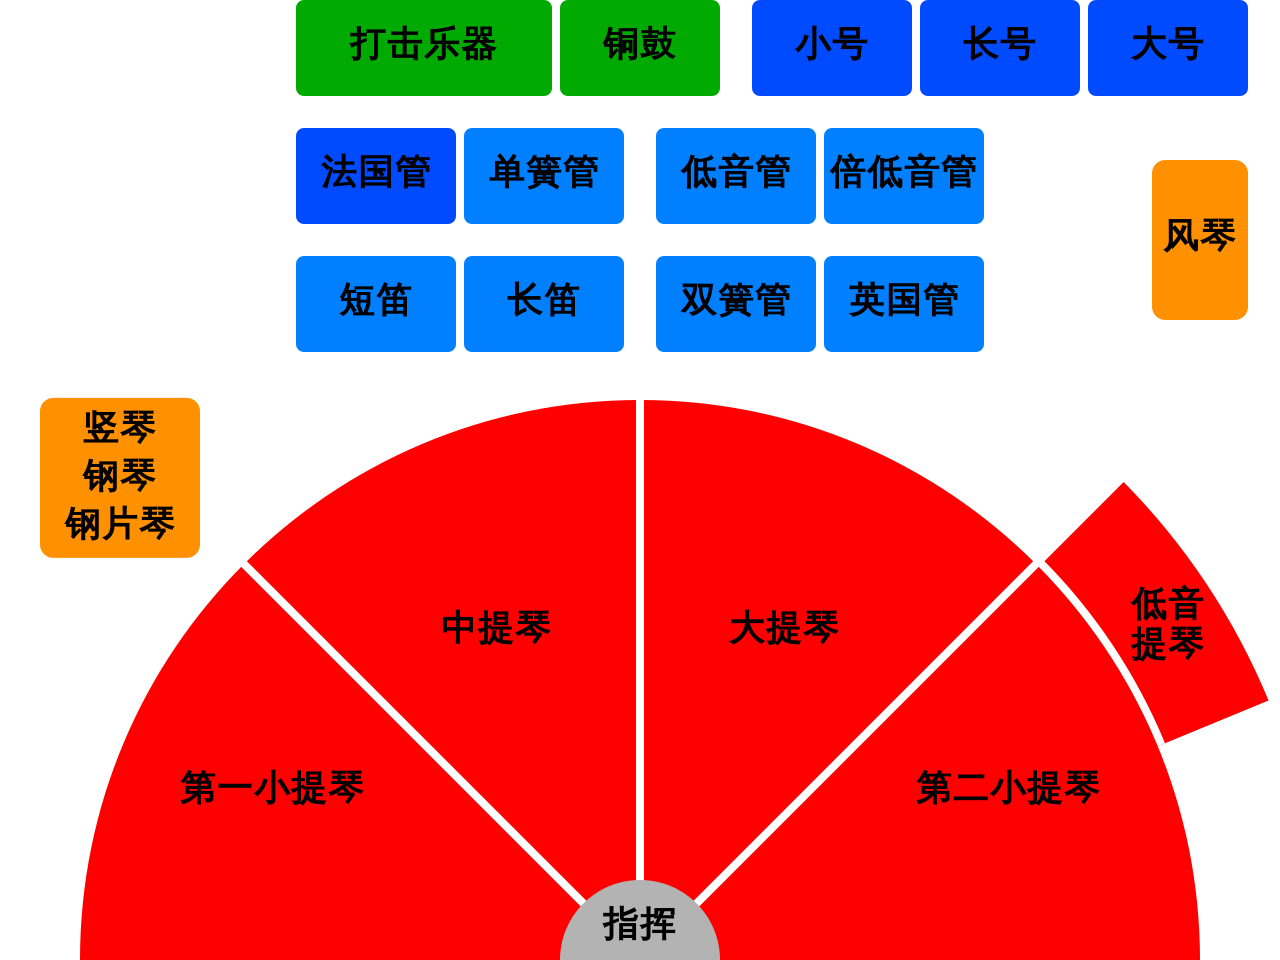 打击乐器
铜鼓
小号
长号
大号
法国管
单簧管
低音管
倍低音管
风琴
短笛
长笛
双簧管
英国管
竖琴
钢琴
钢片琴
低音
提琴
中提琴
大提琴
第一小提琴
第二小提琴
指挥